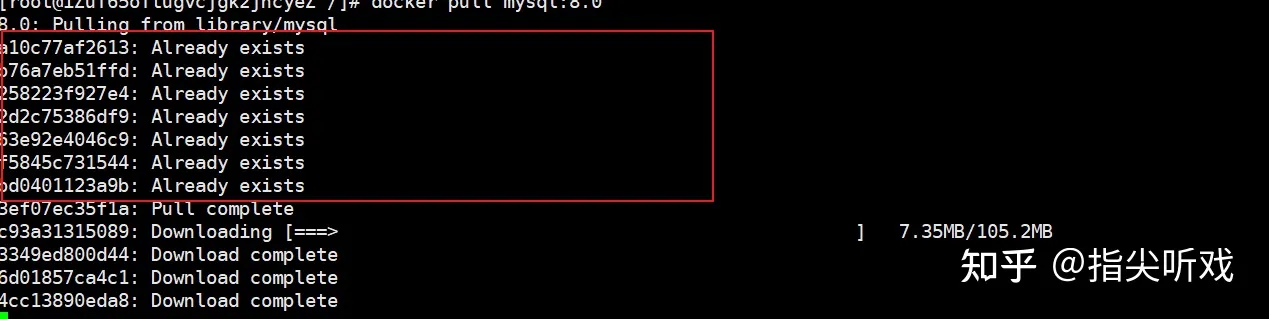 [root@iZuf65oftugvcjgk2jhcyeZ /]# docker pull mysql:8.0
8.0: Pulling from library/mysql
a10c77af2613: Already exists
b76a7eb51ffd: Already exists
258223f927e4: Already exists
2d2c75386df9: Already exists
63e92e4046c9: Already exists
f5845c731544: Already exists
bd0401123a9b: Already exists
3ef07ec35f1a: Pull complete
c93a31315089: Downloading [===> ] 7.35MB/105.2MB
3349ed800d44: Download complete
6d01857ca4c1: Download complete
4cc13890eda8: Download complete
知乎 @指尖听戏